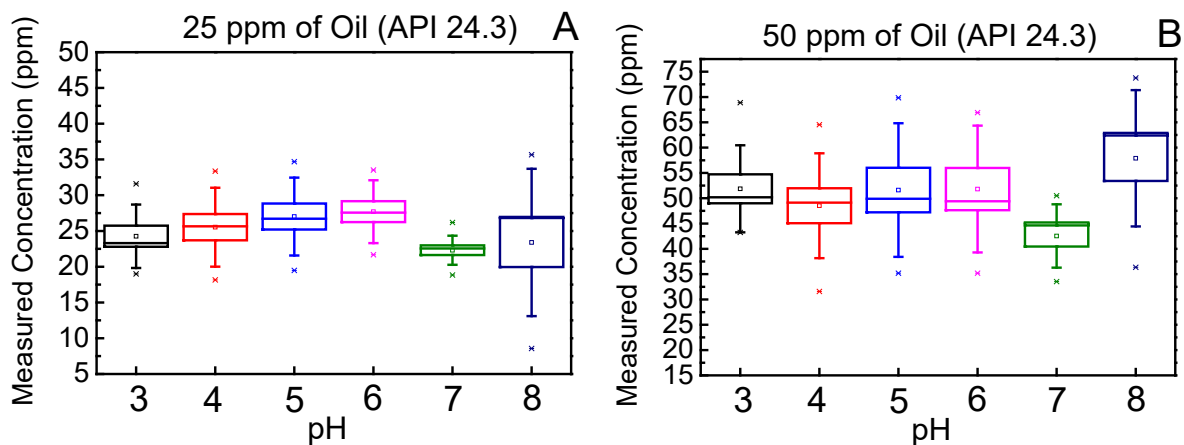 25 ppm of Oil (API 24.3)
A
Measured Concentration (ppm)
50
45
40
35
30
25
20
15
10
5
3 4 5 6 7 8
pH
50 ppm of Oil (API 24.3)
B
Measured Concentration (ppm)
75
70
65
60
55
50
45
40
35
30
25
20
15
3 4 5 6 7 8
pH